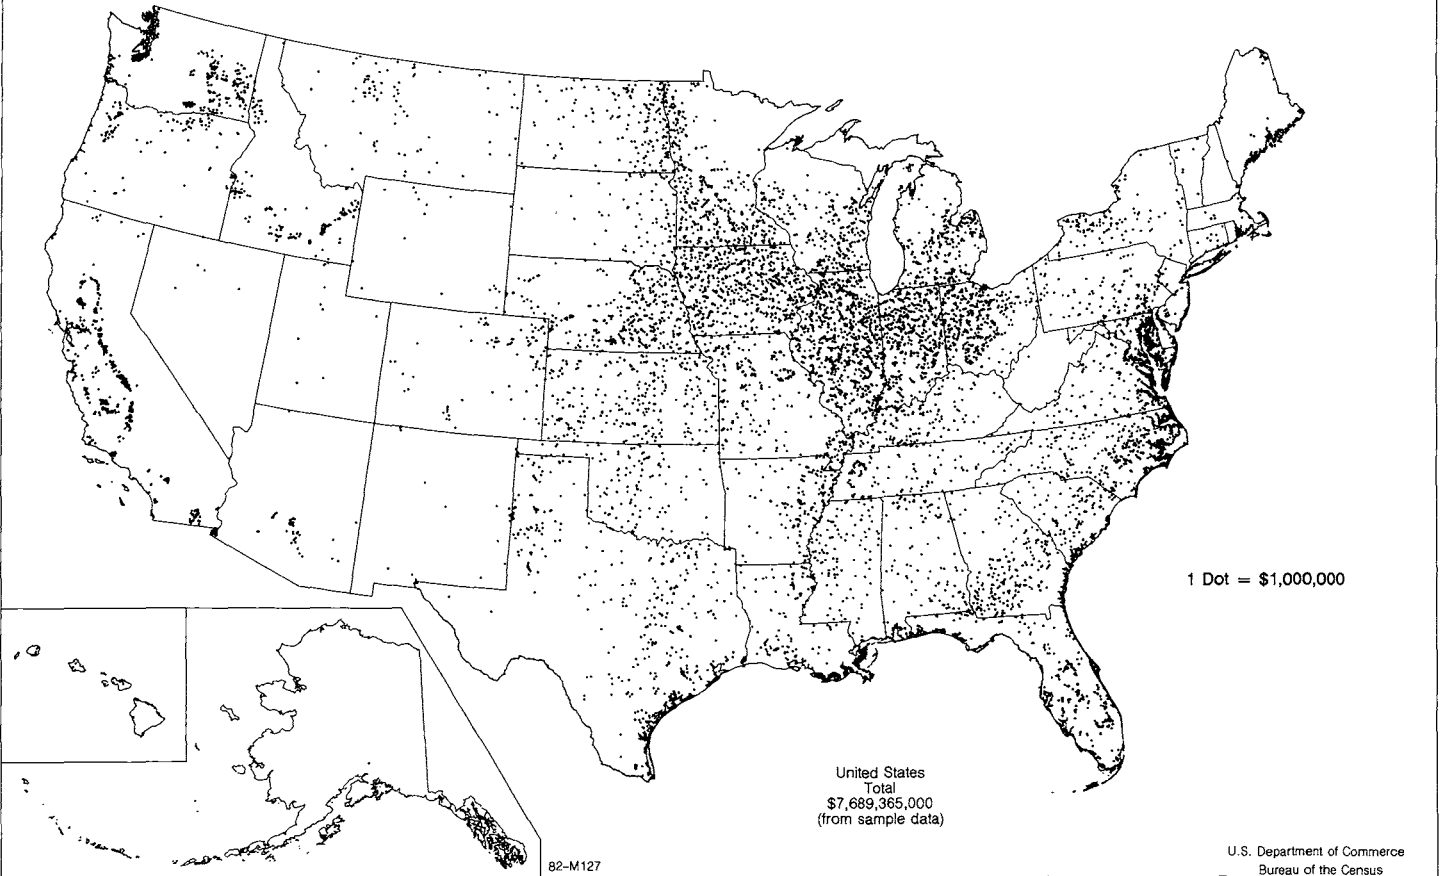 1 Dot = $1,000,000
United States
Total
$7,689,365,000
(from sample data)
82-M127
U.S. Department of Commerce
Bureau of the Census